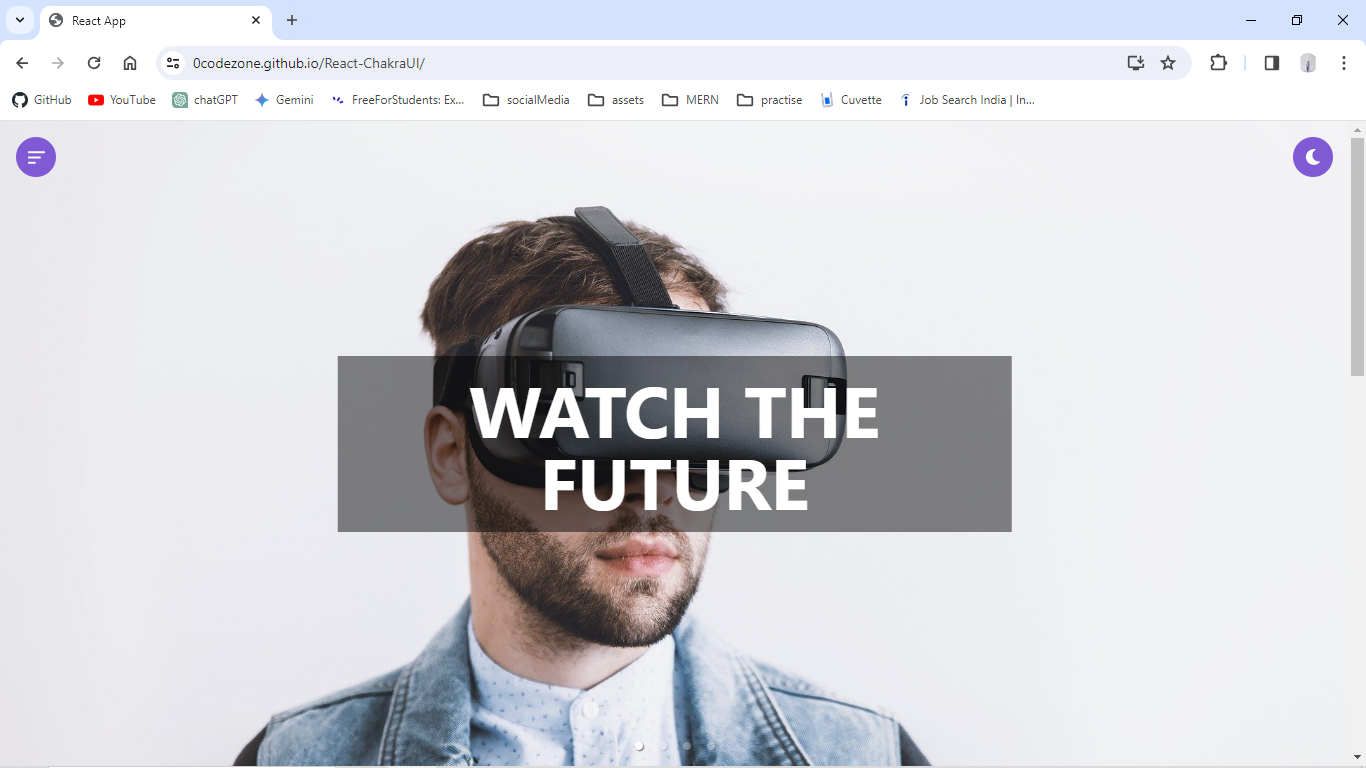 React App
0codezone.github.io/React-ChakraUI/
GitHub YouTube chatGPT Gemini FreeForStudents: Ex... socialMedia assets MERN practise Cuvette Job Search India | In...
WATCH THE
FUTURE